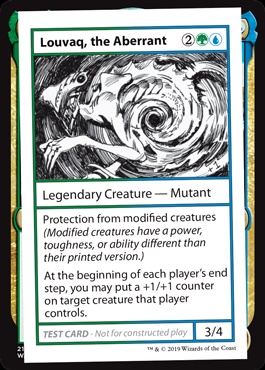 Louvaq, the Aberrant 2
Legendary Creature — Mutant
Protection from modified creatures
(Modified creatures have a power,
toughness, or ability different than
their printed version.)
At the beginning of each player's end
step, you may put a +1/+1 counter
on target creature that player
controls.
TEST CARD - Not for constructed play
3/4
™ & © 2019 Wizards of the Coast